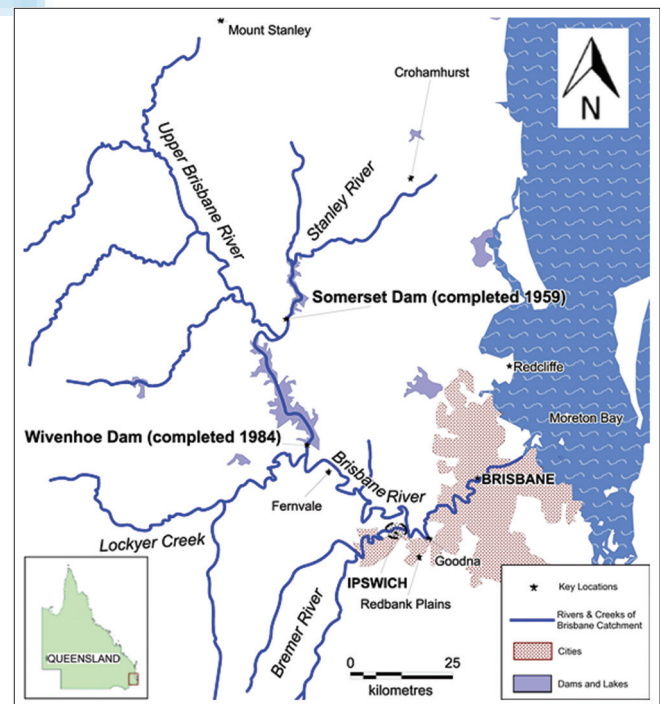 Mount Stanley
Crohamhurst
N
Upper Brisbane River
Stanley River
Somerset Dam (completed 1959)
Redcliffe
Moreton Bay
Wivenhoe Dam (completed 1984)
Brisbane River
BRISBANE
Fernvale
Lockyer Creek
Goodna
IPSWICH
Redbank Plains
Bremer River
QUEENSLAND
0 25
kilometres
Key Locations
Rivers & Creeks of
Brisbane Catchment
Cities
Dams and Lakes